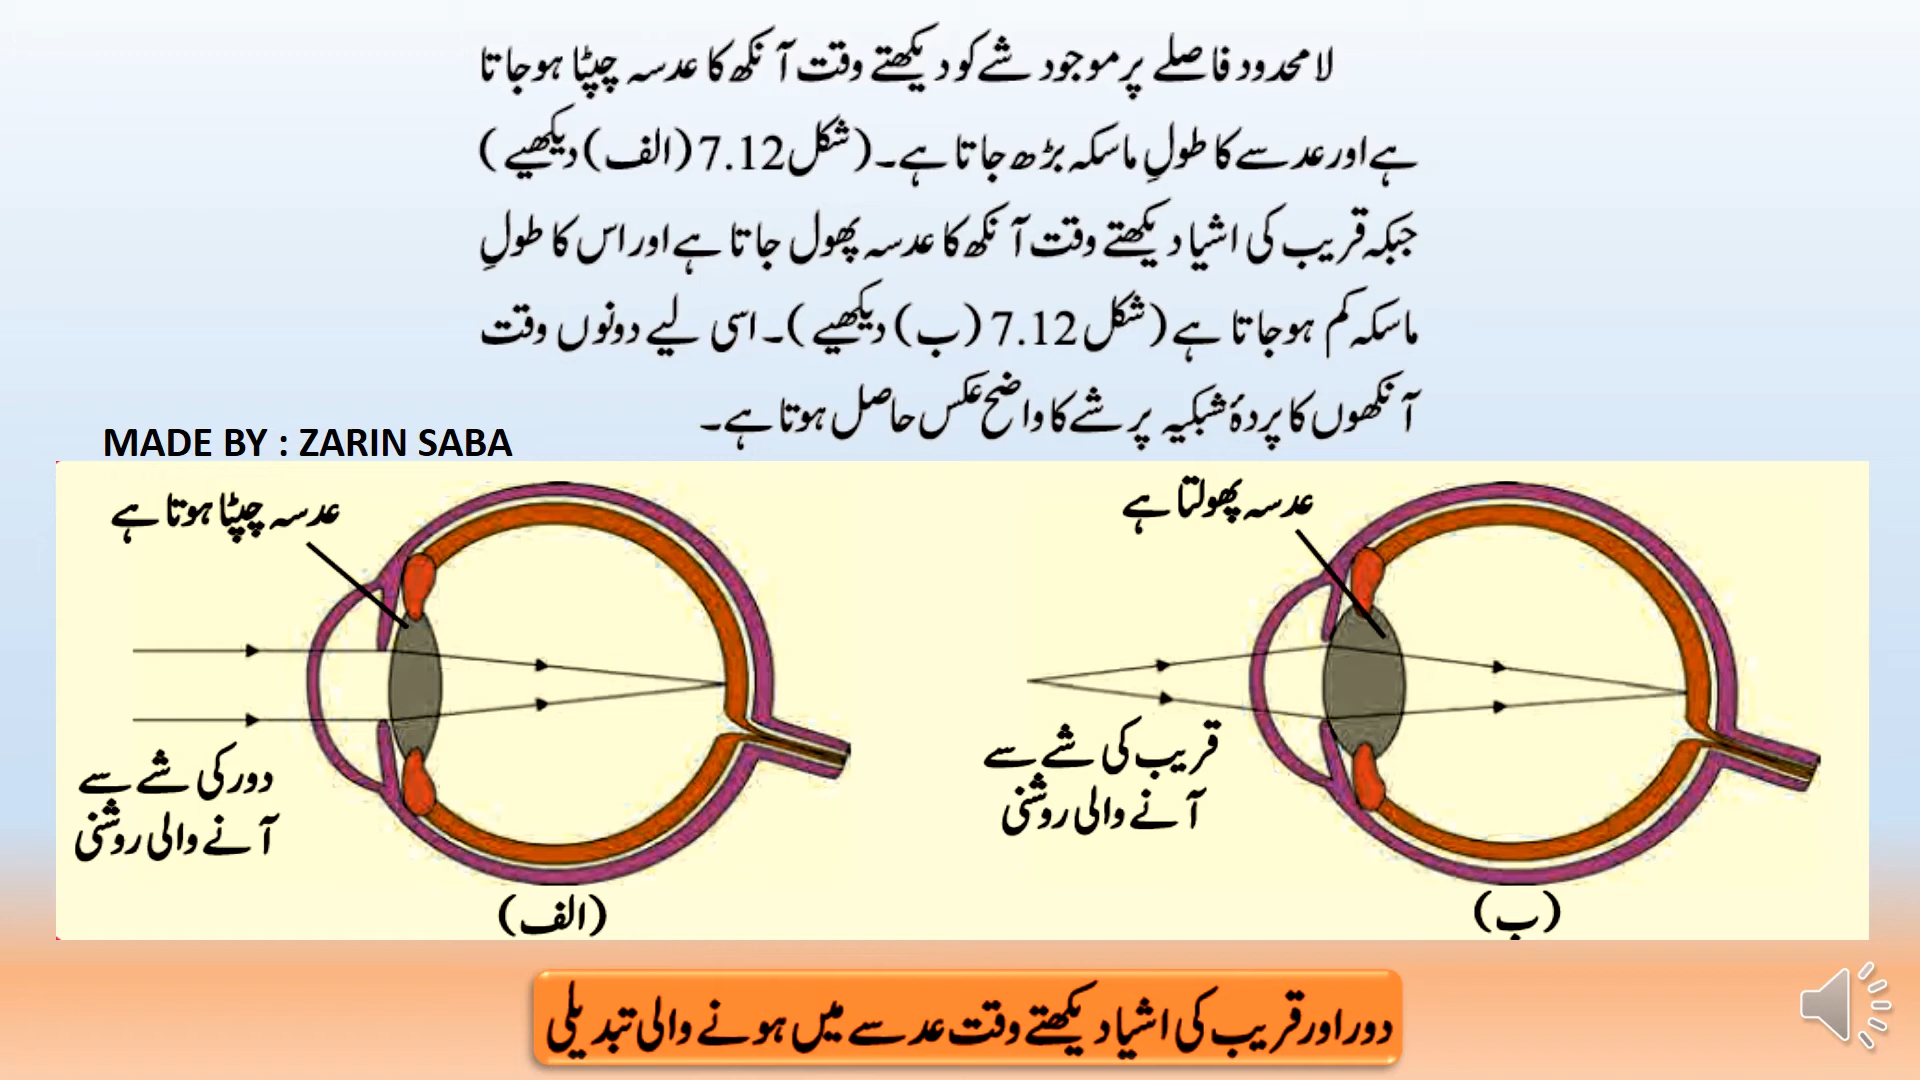 لا محدود فاصلے پر موجود شے کو دیکھتے وقت آنکھ کا عدسہ چپٹا ہوجاتا
ہے اور عدسے کا طولِ ماسکہ بڑھ جاتا ہے۔ (شکل 7.12 (الف) دیکھیے)
جبکہ قریب کی اشیا دیکھتے وقت آنکھ کا عدسہ پھول جاتا ہے اور اس کا طولِ
ماسکہ کم ہوجاتا ہے (شکل 7.12 (ب) دیکھیے)۔ اسی لیے دونوں وقت
آنکھوں کا پردۂ شبکیہ پر شے کا واضح عکس حاصل ہوتا ہے۔
MADE BY : ZARIN SABA
عدسہ پھولتا ہے
عدسہ چپٹا ہوتا ہے
قریب کی شے سے
آنے والی روشنی
دور کی شے سے
آنے والی روشنی
(ب)
(الف)
دور اور قریب کی اشیا دیکھتے وقت عدسے میں ہونے والی تبدیلی